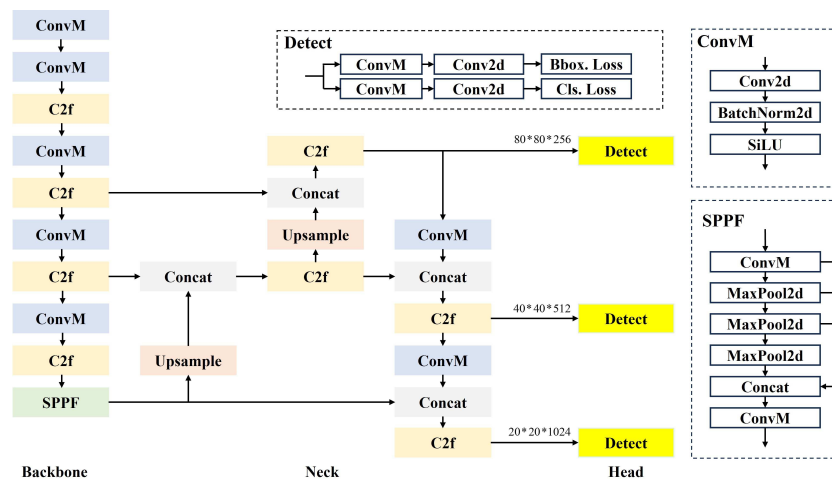 ConvM
ConvM
C2f
ConvM
C2f
ConvM
C2f
ConvM
C2f
SPPF
Backbone
Concat
Upsample
C2f
Concat
Upsample
C2f
ConvM
Concat
C2f
ConvM
Concat
C2f
Neck
80*80*256
Detect
40*40*512
Detect
20*20*1024
Detect
Head
Detect
ConvM
Conv2d
Bbox. Loss
ConvM
Conv2d
Cls. Loss
ConvM
Conv2d
BatchNorm2d
SiLU
SPPF
ConvM
MaxPool2d
MaxPool2d
MaxPool2d
Concat
ConvM